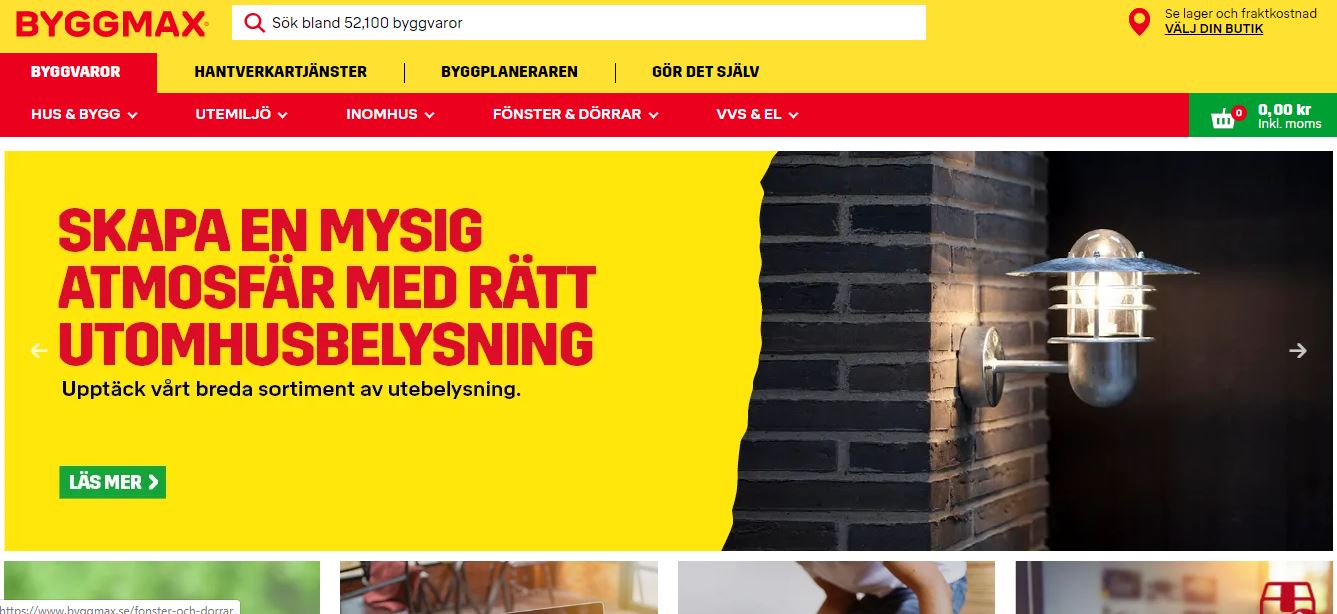 BYGGMAX
Sök bland 52,100 byggvaror
Se lager och fraktkostnad
VÄLJ DIN BUTIK
BYGGVAROR
HANTVERKARTJÄNSTER
BYGGPLANERAREN
GÖR DET SJÄLV
HUS & BYGG
UTEMILJÖ
INOMHUS
FÖNSTER & DÖRRAR
VVS & EL
0
0,00 kr
Inkl. moms
SKAPA EN MYSIG
ATMOSFÄR MED RÄTT
UTOMHUSBELYSNING
Upptäck vårt breda sortiment av utebelysning.
LÄS MER
https://www.byggmax.se/fonster-och-dorrar